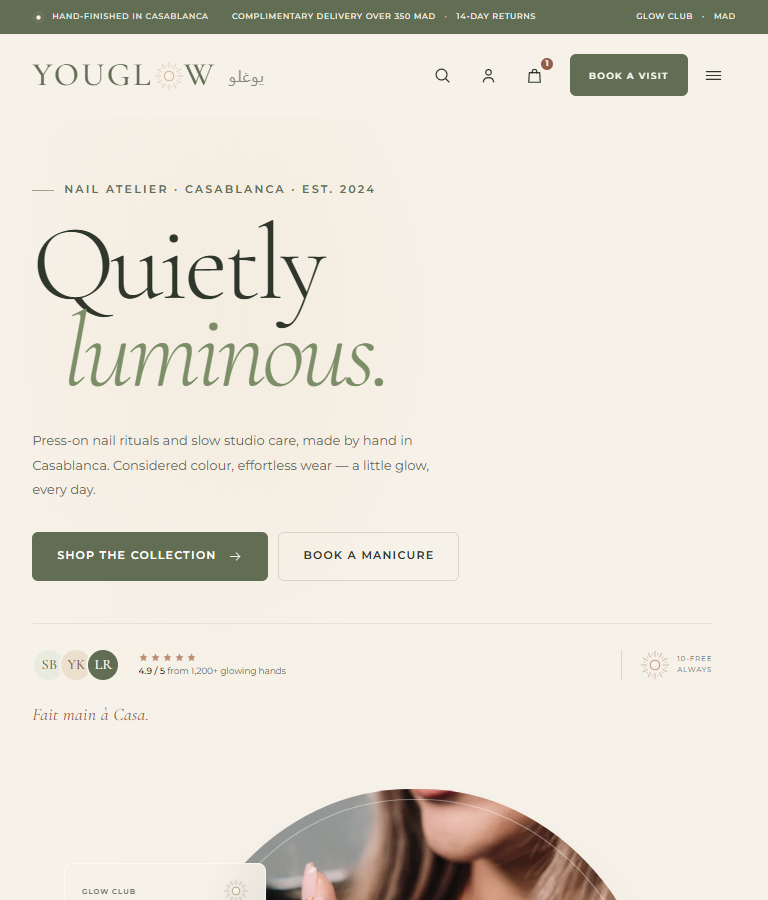 HAND-FINISHED IN CASABLANCA COMPLIMENTARY DELIVERY OVER 350 MAD · 14-DAY RETURNS GLOW CLUB · MAD
YOUGLOW يوغلو
1
BOOK A VISIT
NAIL ATELIER · CASABLANCA · EST. 2024
Quietly
luminous.
Press-on nail rituals and slow studio care, made by hand in
Casablanca. Considered colour, effortless wear — a little glow,
every day.
SHOP THE COLLECTION → BOOK A MANICURE
SB YK LR
4.9 / 5 from 1,200+ glowing hands
10-FREE
ALWAYS
Fait main à Casa.
GLOW CLUB